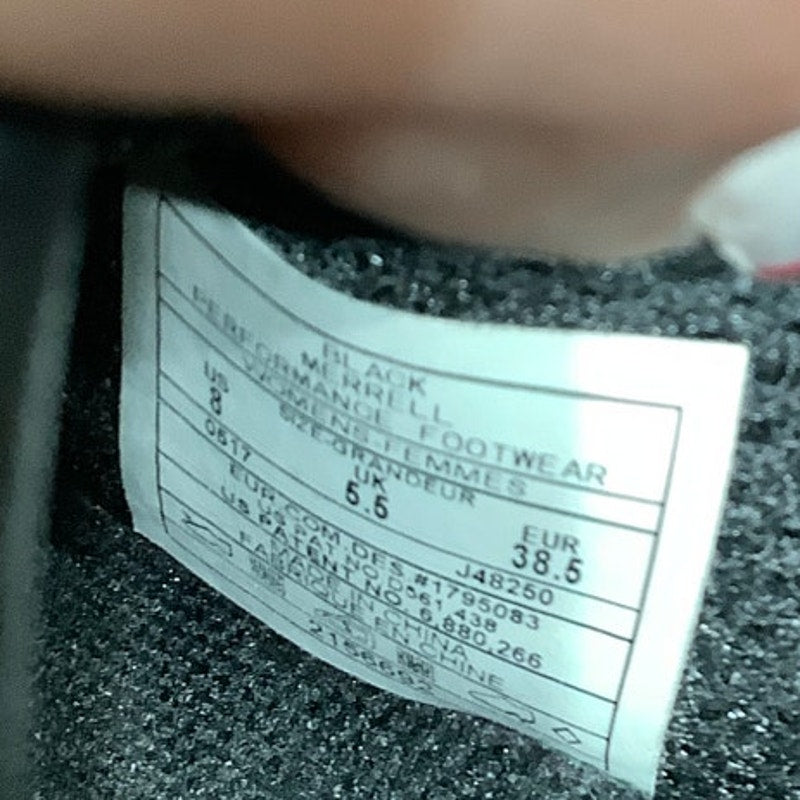 BLACK
MERRELL
PERFORMANCE FOOTWEAR
WOMENS-FEMMES
SIZE-GRANDEUR
US UK EUR
8 5.5 38.5
0517 J48250
EUR.COM.DES.#1795083
US PAT.NO.D561,438
US PATENT NO. 6,880,266
MADE IN CHINA
FABRIQUE EN CHINE